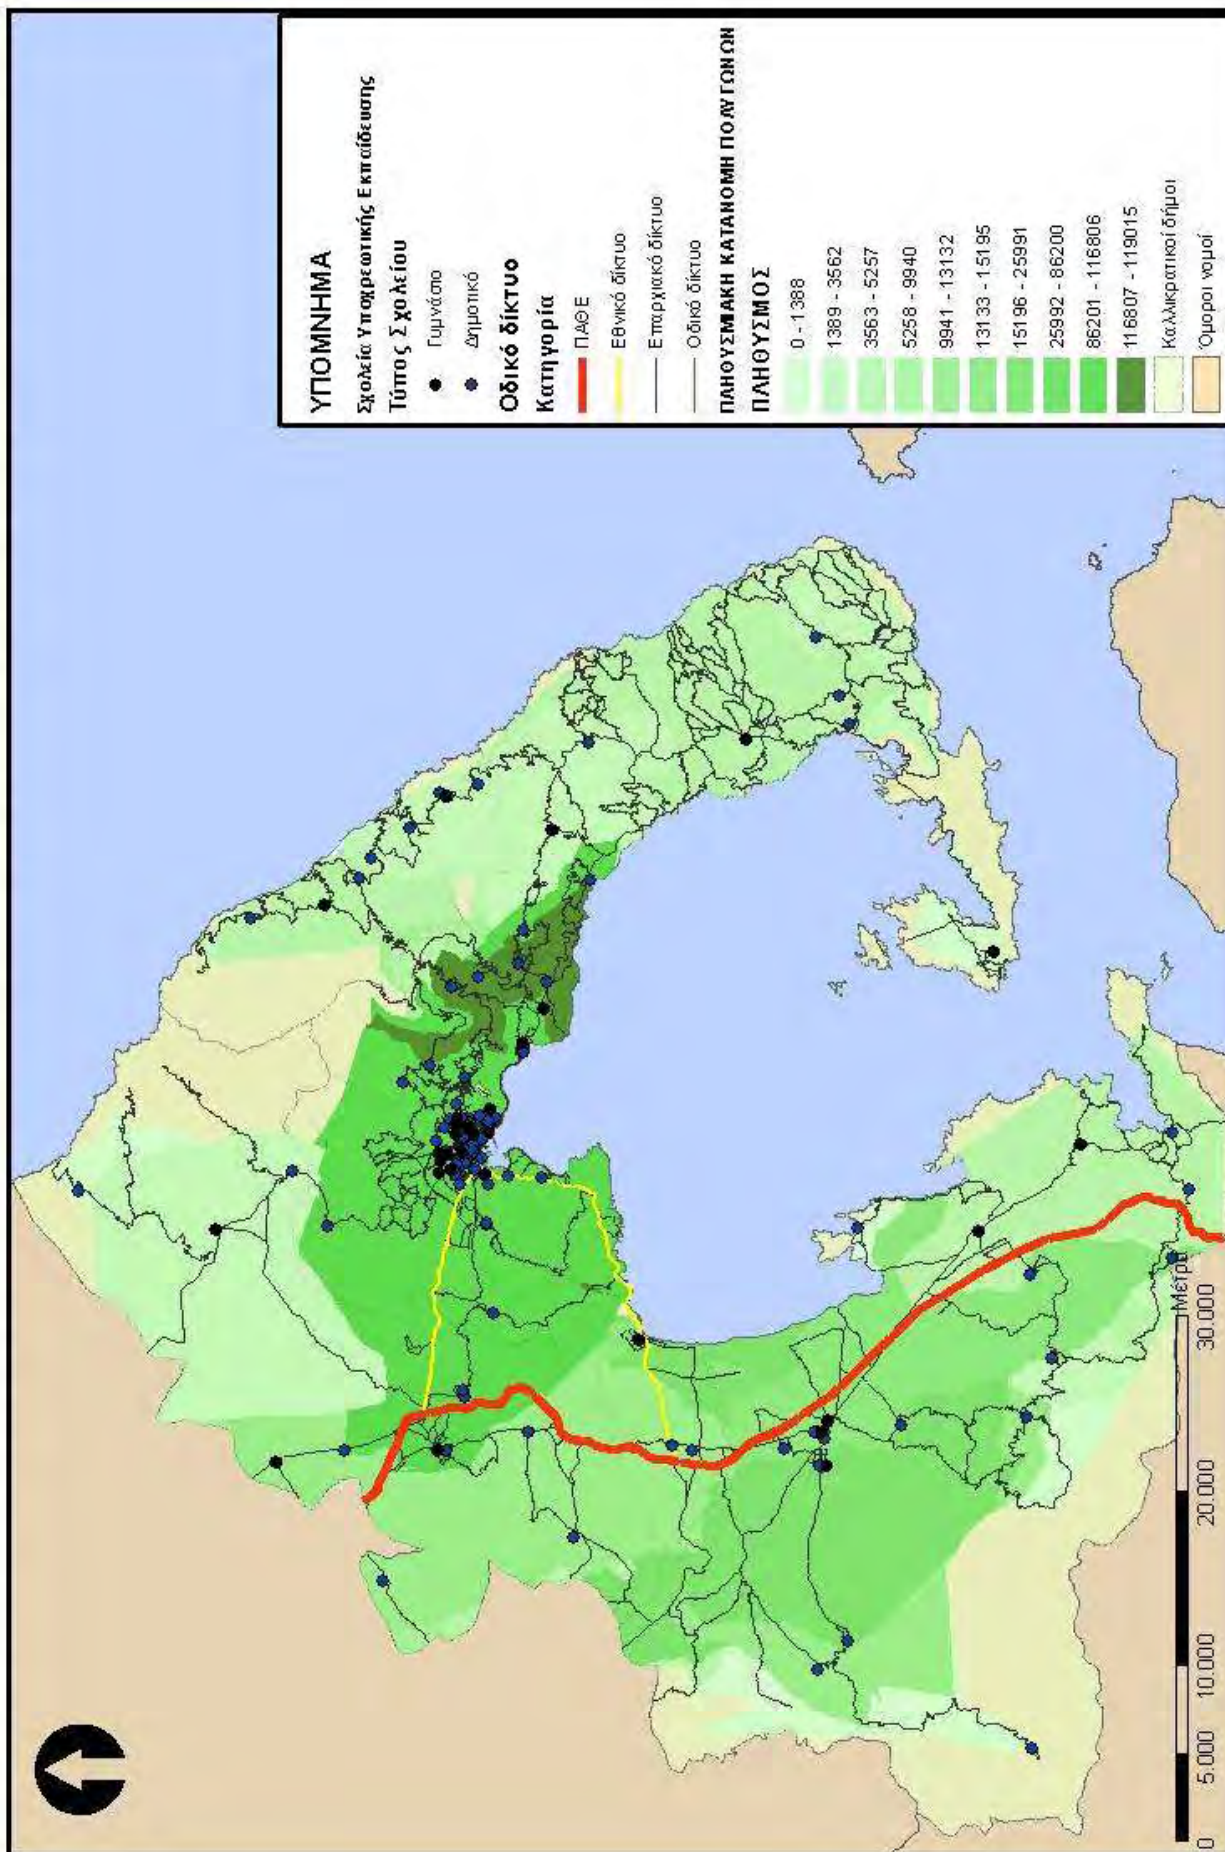 ΥΠΟΜΝΗΜΑ
Σχολεία Υποχρεωτικής Εκπαίδευσης
Τύπος Σχολείου
Γυμνάσιο
Δημοτικό
Οδικό δίκτυο
Κατηγορία
ΠΑΘΕ
Εθνικό δίκτυο
Επαρχιακό δίκτυο
Οδικό δίκτυο
ΠΛΗΘΥΣΜΙΑΚΗ ΚΑΤΑΝΟΜΗ ΠΟΛΥΓΩΝΩΝ
ΠΛΗΘΥΣΜΟΣ
0 - 1388
1389 - 3562
3563 - 5257
5258 - 9940
9941 - 13132
13133 - 15195
15196 - 25991
25992 - 86200
86201 - 116806
116807 - 119015
Καλλικρατικοί δήμοι
Όμοροι νομοί
0 5.000 10.000 20.000 30.000
Μέτρα